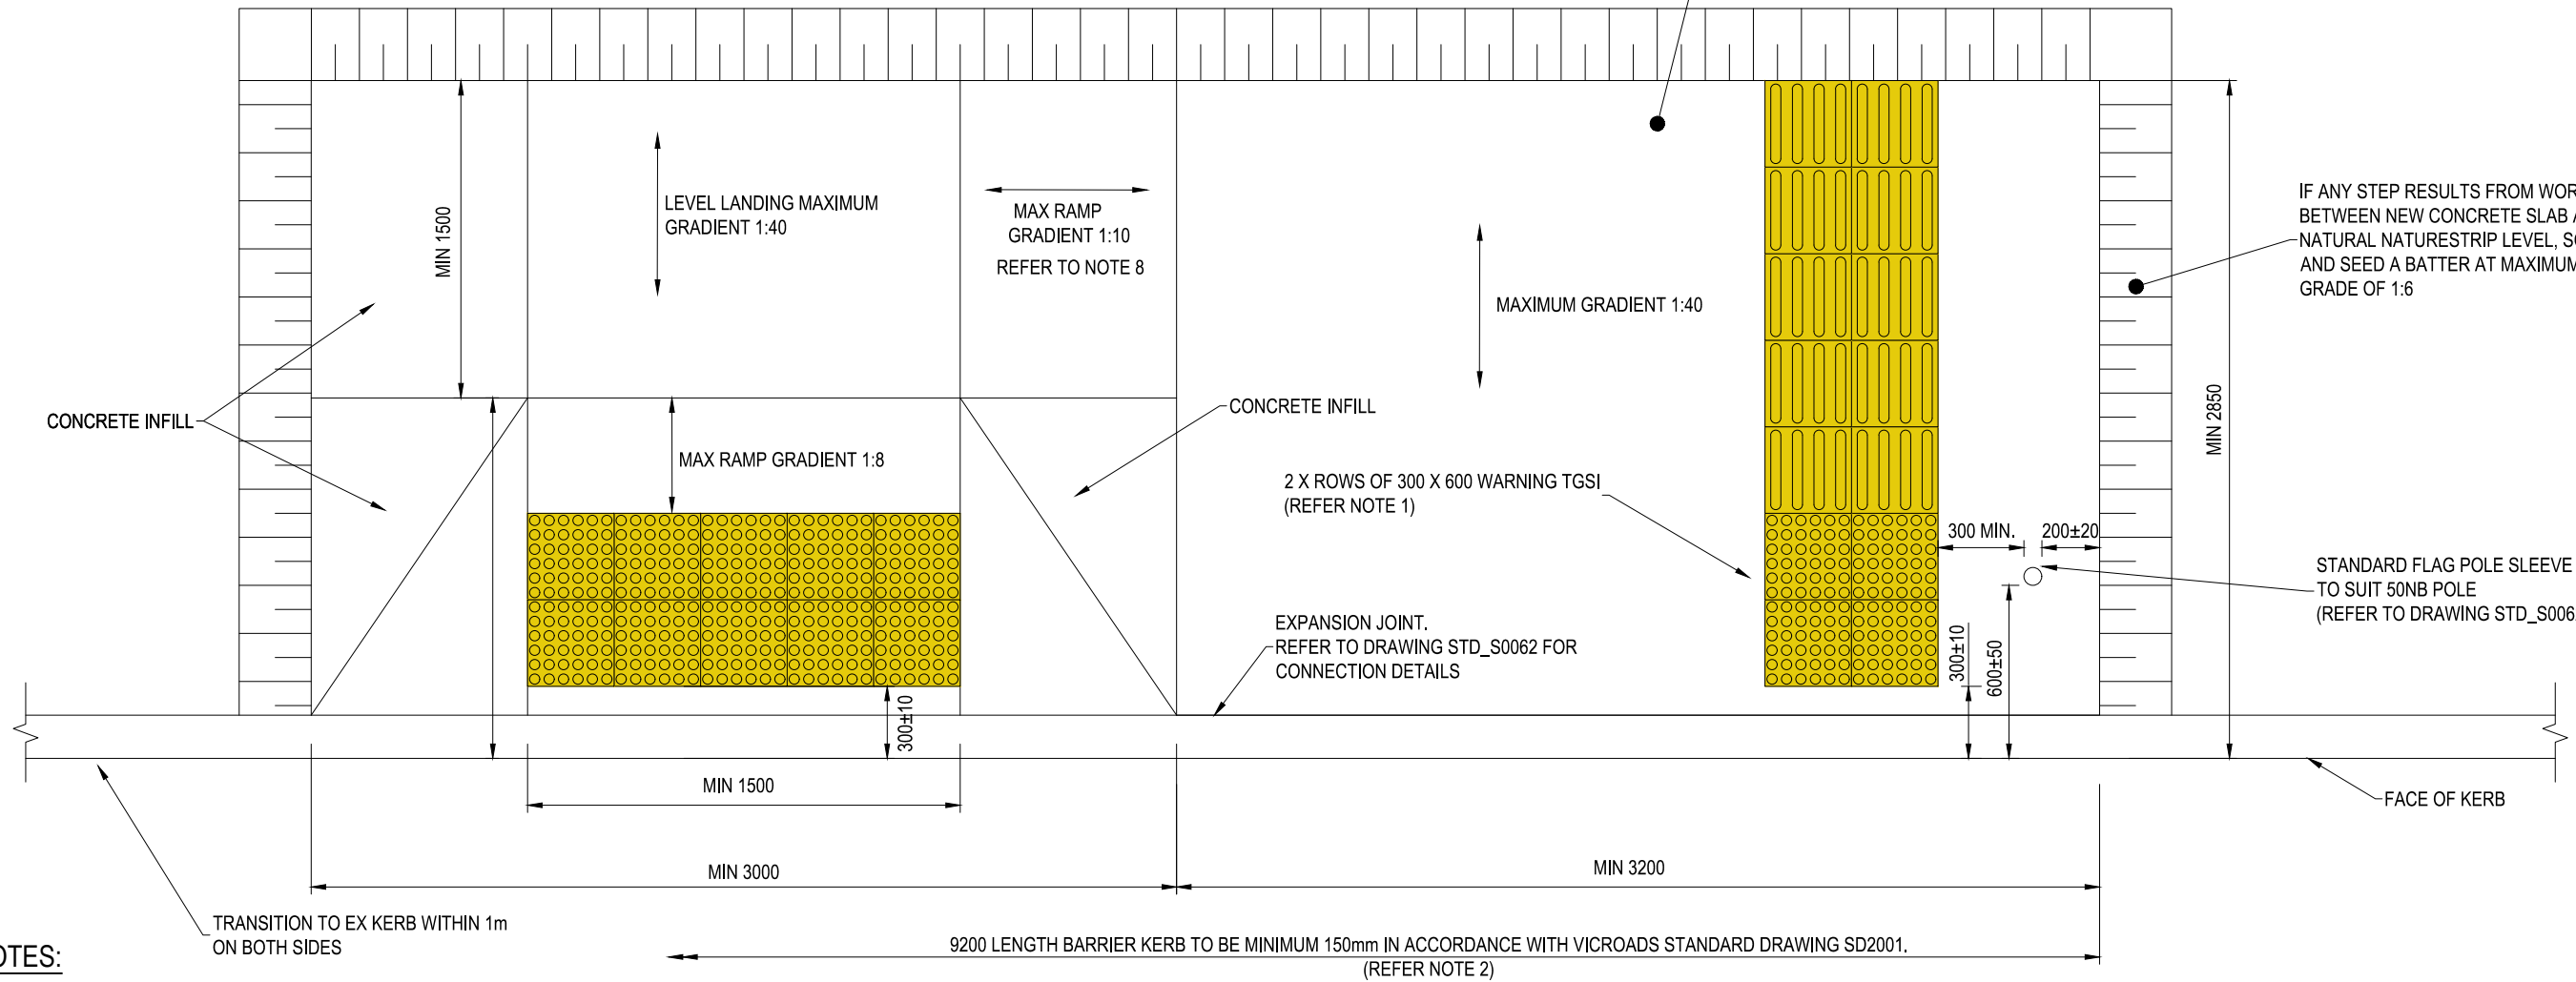 MIN 1500
LEVEL LANDING MAXIMUM
GRADIENT 1:40
MAX RAMP
GRADIENT 1:10
REFER TO NOTE 8
MAXIMUM GRADIENT 1:40
IF ANY STEP RESULTS FROM
BETWEEN NEW CONCRETE SLAB
NATURAL NATURESTRIP LEVEL,
AND SEED A BATTER AT MAXIMUM
GRADE OF 1:6
CONCRETE INFILL
CONCRETE INFILL
MIN 2850
MAX RAMP GRADIENT 1:8
2 X ROWS OF 300 X 600 WARNING TGSI
(REFER NOTE 1)
300 MIN.
200±20
STANDARD FLAG POLE SLEEVE
TO SUIT 50NB POLE
(REFER TO DRAWING
EXPANSION JOINT.
REFER TO DRAWING STD_S0062 FOR
CONNECTION DETAILS
300±10
600±50
300±10
MIN 1500
FACE OF KERB
MIN 3000
MIN 3200
TRANSITION TO EX KERB WITHIN 1m
ON BOTH SIDES
9200 LENGTH BARRIER KERB TO BE MINIMUM 150mm IN ACCORDANCE WITH VICROADS STANDARD DRAWING SD2001.
(REFER NOTE 2)
OTES: